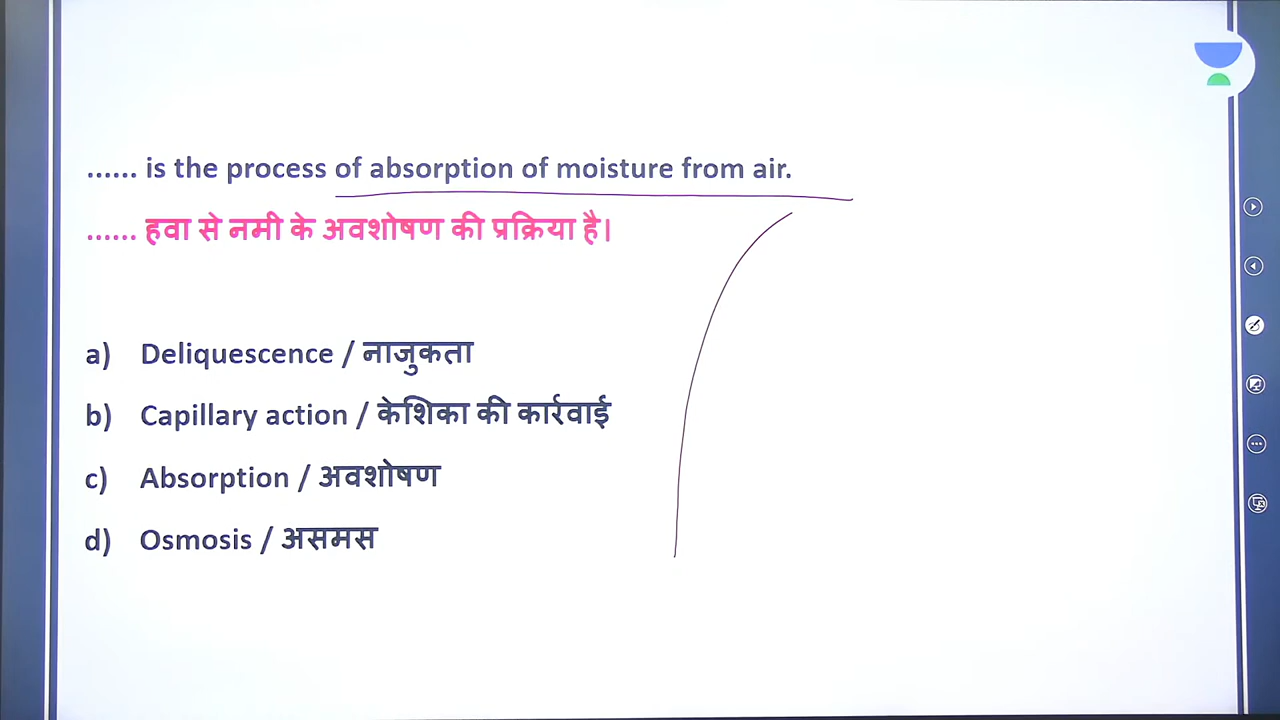 ...... is the process of absorption of moisture from air.
...... हवा से नमी के अवशोषण की प्रक्रिया है।
a) Deliquescence / नाजुकता
b) Capillary action / केशिका की कार्रवाई
c) Absorption / अवशोषण
d) Osmosis / असमस